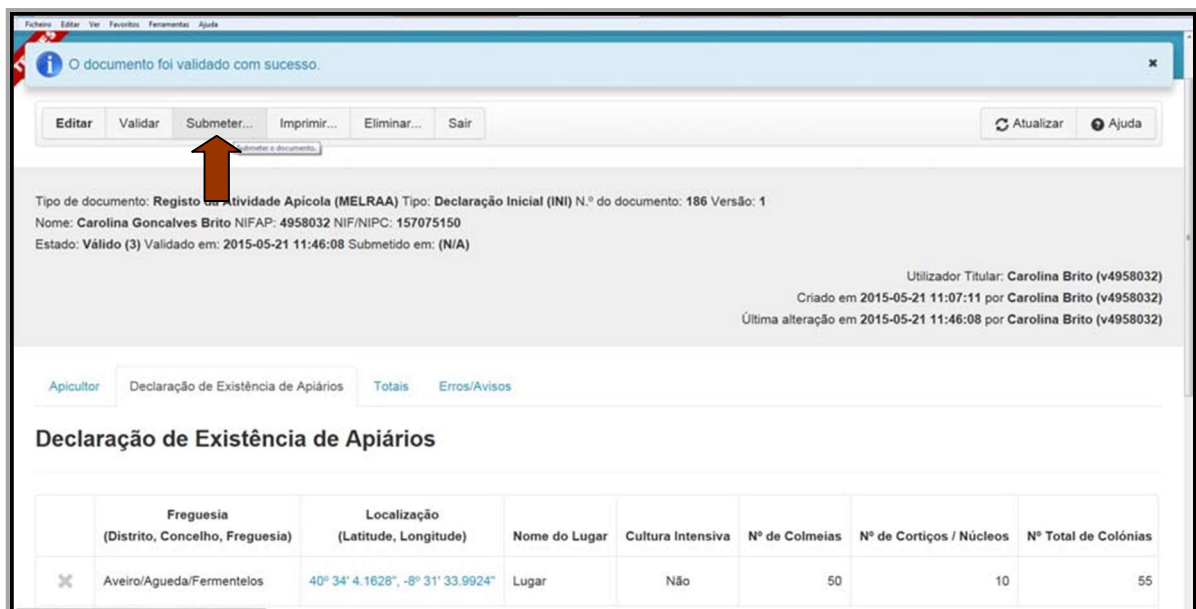 Ficheiro Editar Ver Favoritos Ferramentas Ajuda
O documento foi validado com sucesso.
Editar Validar Submeter... Imprimir... Eliminar... Sair Atualizar Ajuda
Submeter o documento.
Tipo de documento: Registo da Atividade Apícola (MELRAA) Tipo: Declaração Inicial (INI) N.º do documento: 186 Versão: 1
Nome: Carolina Goncalves Brito NIFAP: 4958032 NIF/NIPC: 157075150
Estado: Válido (3) Validado em: 2015-05-21 11:46:08 Submetido em: (N/A)
Utilizador Titular: Carolina Brito (v4958032)
Criado em 2015-05-21 11:07:11 por Carolina Brito (v4958032)
Última alteração em 2015-05-21 11:46:08 por Carolina Brito (v4958032)
Apicultor Declaração de Existência de Apiários Totais Erros/Avisos
Declaração de Existência de Apiários
Freguesia Localização
(Distrito, Concelho, Freguesia) (Latitude, Longitude) Nome do Lugar Cultura Intensiva Nº de Colmeias Nº de Cortiços / Núcleos Nº Total de Colónias
Aveiro/Agueda/Fermentelos 40º 34' 4.1628", -8º 31' 33.9924" Lugar Não 50 10 55